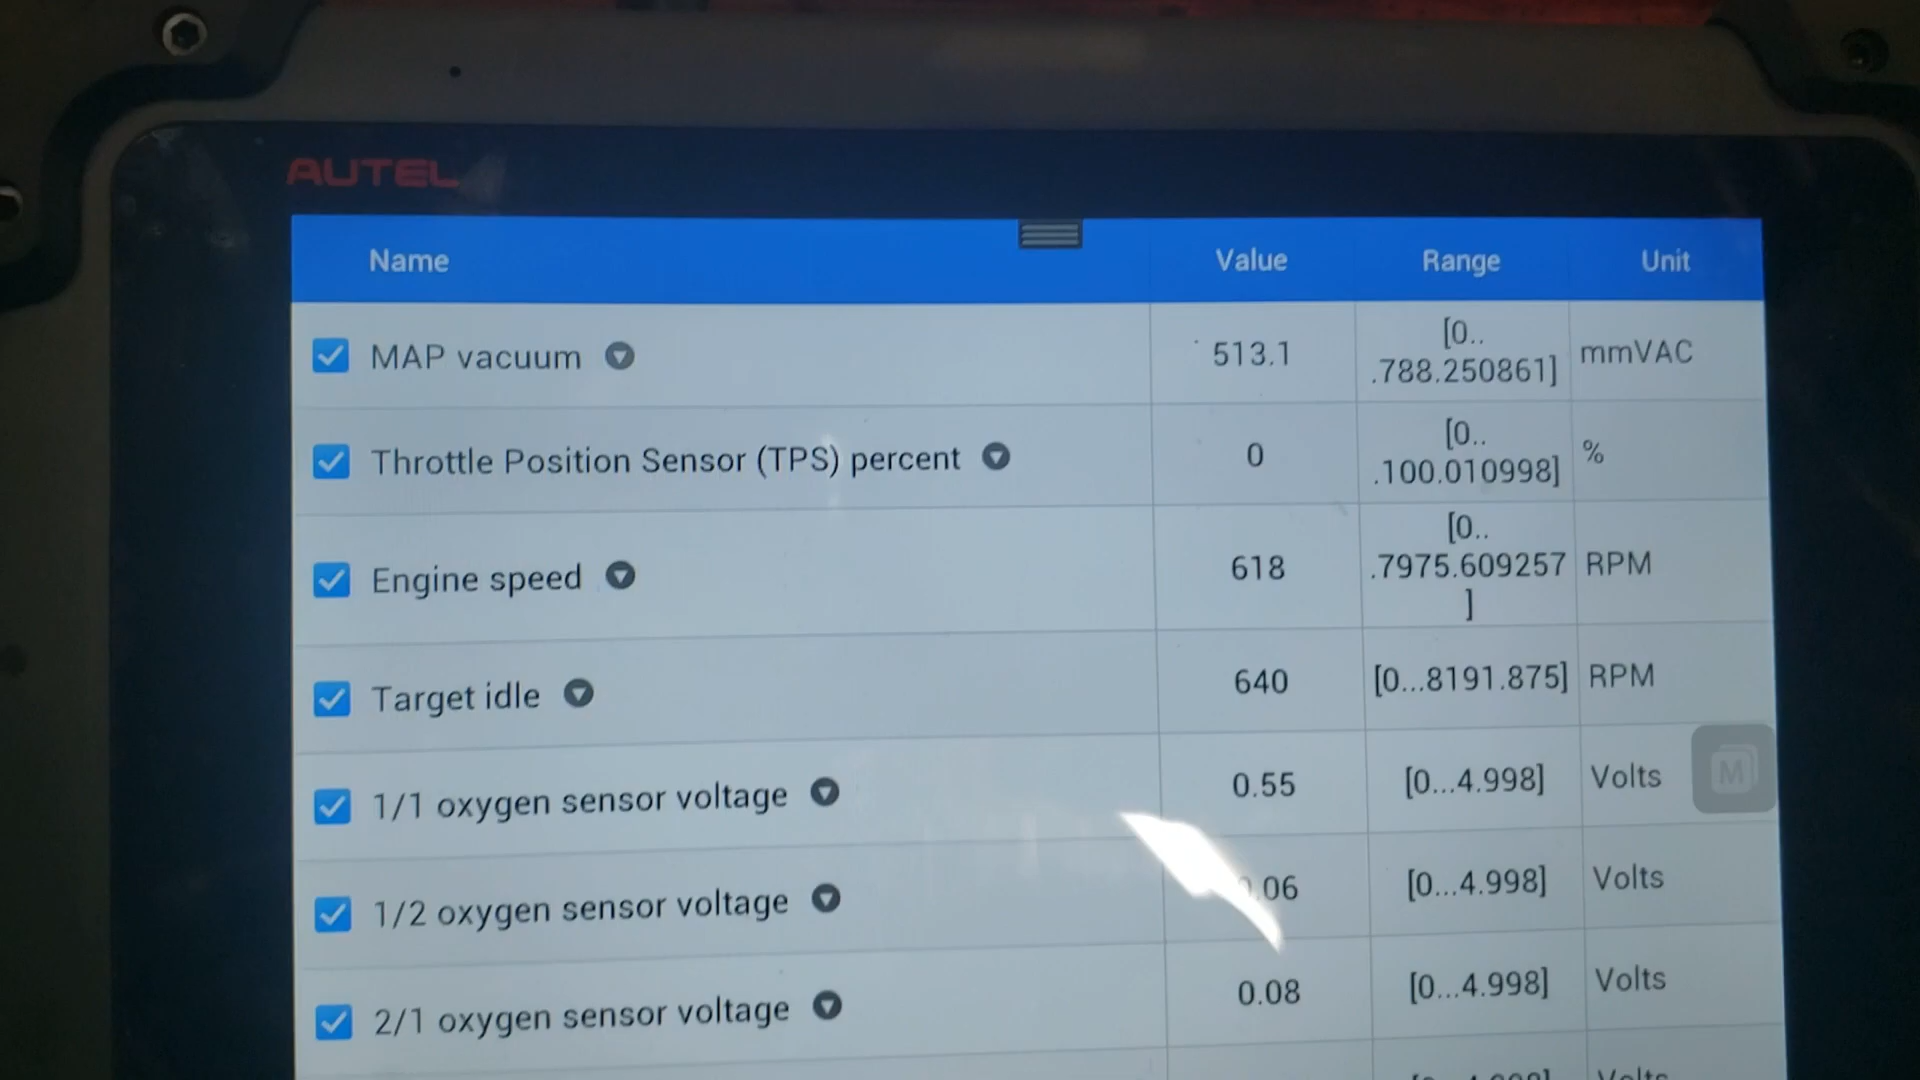 AUTEL
Name Value Range Unit
MAP vacuum 513.1 [0.. .788.250861] mmVAC
Throttle Position Sensor (TPS) percent 0 [0.. .100.010998] %
Engine speed 618 [0.. .7975.609257 ] RPM
Target idle 640 [0...8191.875] RPM
1/1 oxygen sensor voltage 0.55 [0...4.998] Volts
M
1/2 oxygen sensor voltage .06 [0...4.998] Volts
2/1 oxygen sensor voltage 0.08 [0...4.998] Volts
Volts